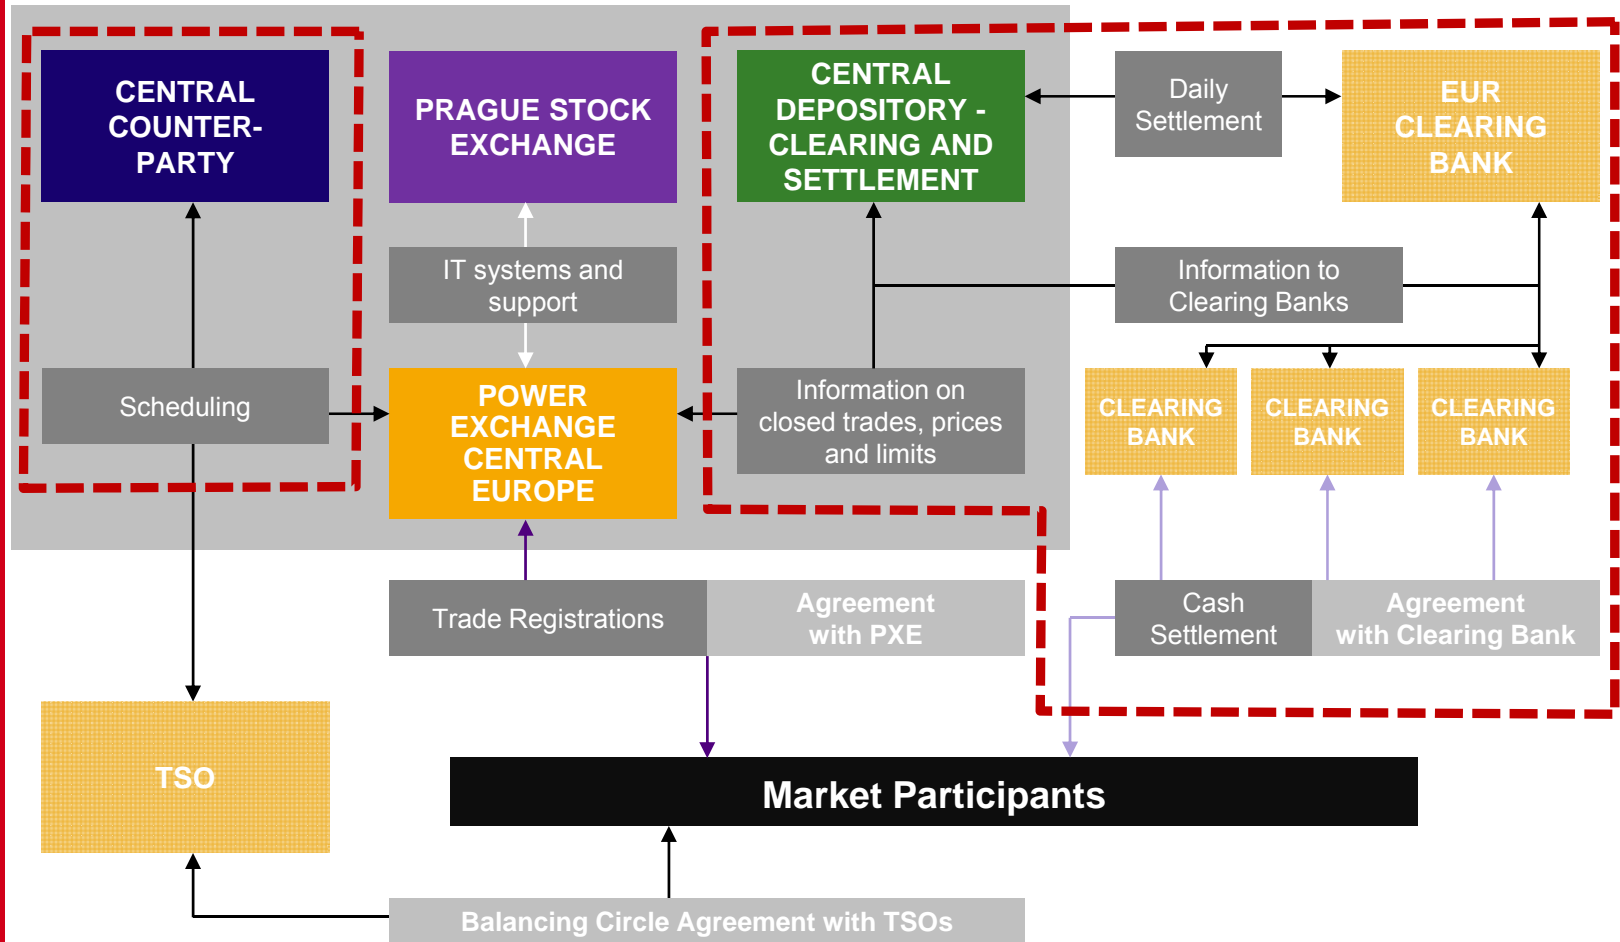 CENTRAL
COUNTER-
PARTY
PRAGUE STOCK
EXCHANGE
CENTRAL
DEPOSITORY -
CLEARING AND
SETTLEMENT
Daily
Settlement
EUR
CLEARING
BANK
IT systems and
support
Information to
Clearing Banks
Scheduling
POWER
EXCHANGE
CENTRAL
EUROPE
Information on
closed trades, prices
and limits
CLEARING
BANK
CLEARING
BANK
CLEARING
BANK
Trade Registrations
Agreement
with PXE
Cash
Settlement
Agreement
with Clearing Bank
TSO
Market Participants
Balancing Circle Agreement with TSOs